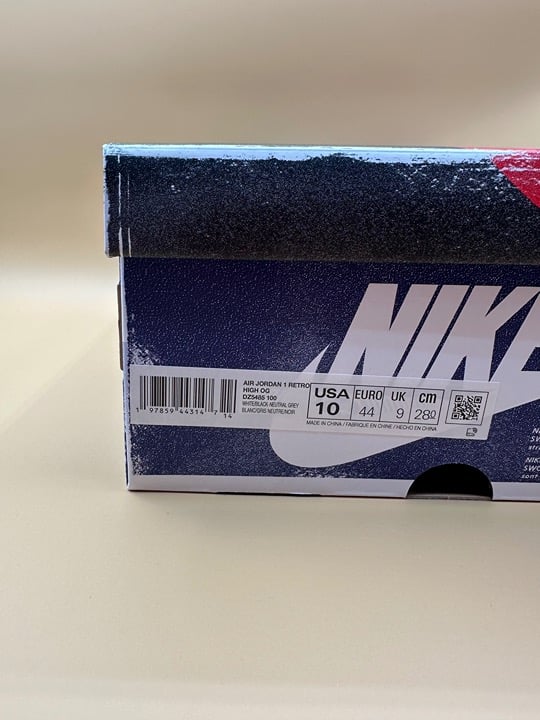 NIKE
AIR JORDAN 1 RETRO
HIGH OG
DZ5485 100
WHITE/BLACK-NEUTRAL GREY
BLANC/GRIS NEUTRE/NOIR
1 97859 44314 7 14
USA EURO UK cm
10 44 9 28
MADE IN CHINA / FABRIQUE EN CHINE / HECHO EN CHINA